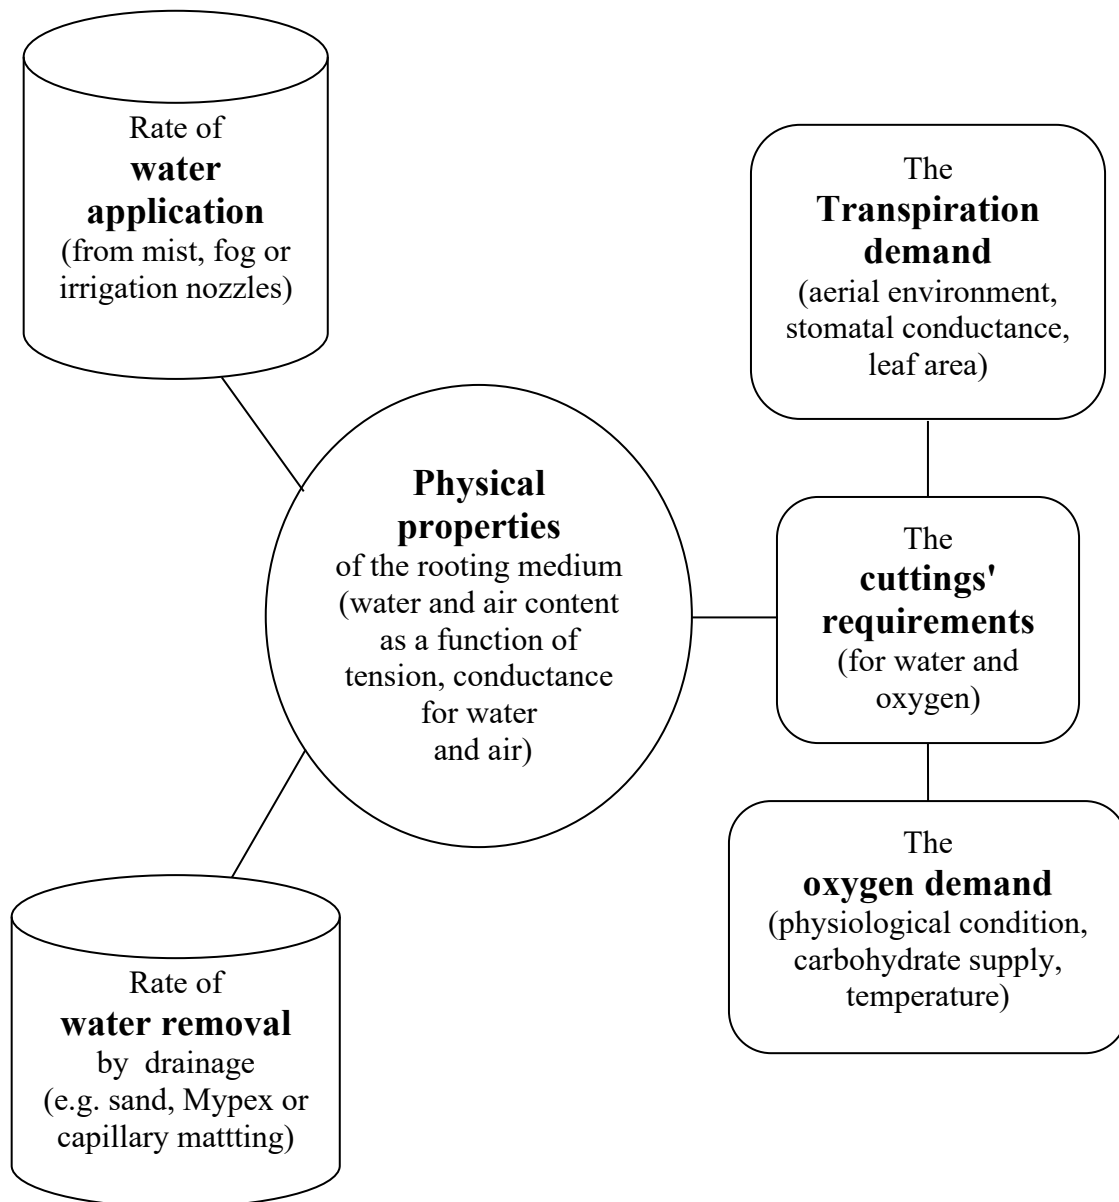 Rate of
water
application
(from mist, fog or
irrigation nozzles)
The
Transpiration
demand
(aerial environment,
stomatal conductance,
leaf area)
Physical
properties
of the rooting medium
(water and air content
as a function of
tension, conductance
for water
and air)
The
cuttings'
requirements
(for water and
oxygen)
The
oxygen demand
(physiological condition,
carbohydrate supply,
temperature)
Rate of
water removal
by drainage
(e.g. sand, Mypex or
capillary mattting)